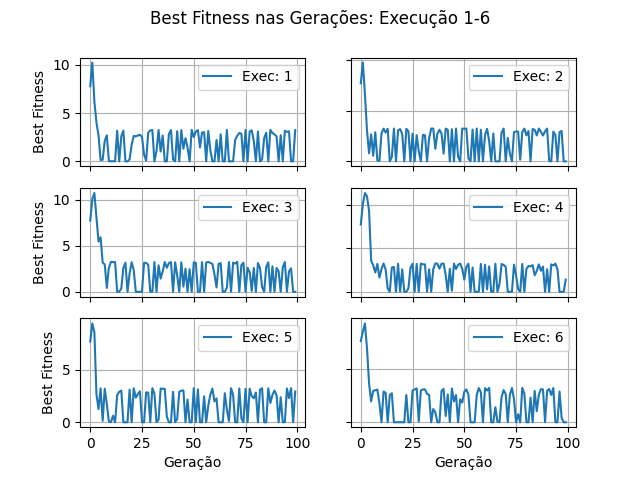 Best Fitness nas Gerações: Execução 1-6
10
5
0
Best Fitness
Exec: 1
Exec: 2
10
5
0
Best Fitness
Exec: 3
Exec: 4
5
0
Best Fitness
Exec: 5
Exec: 6
0 25 50 75 100
Geração
0 25 50 75 100
Geração